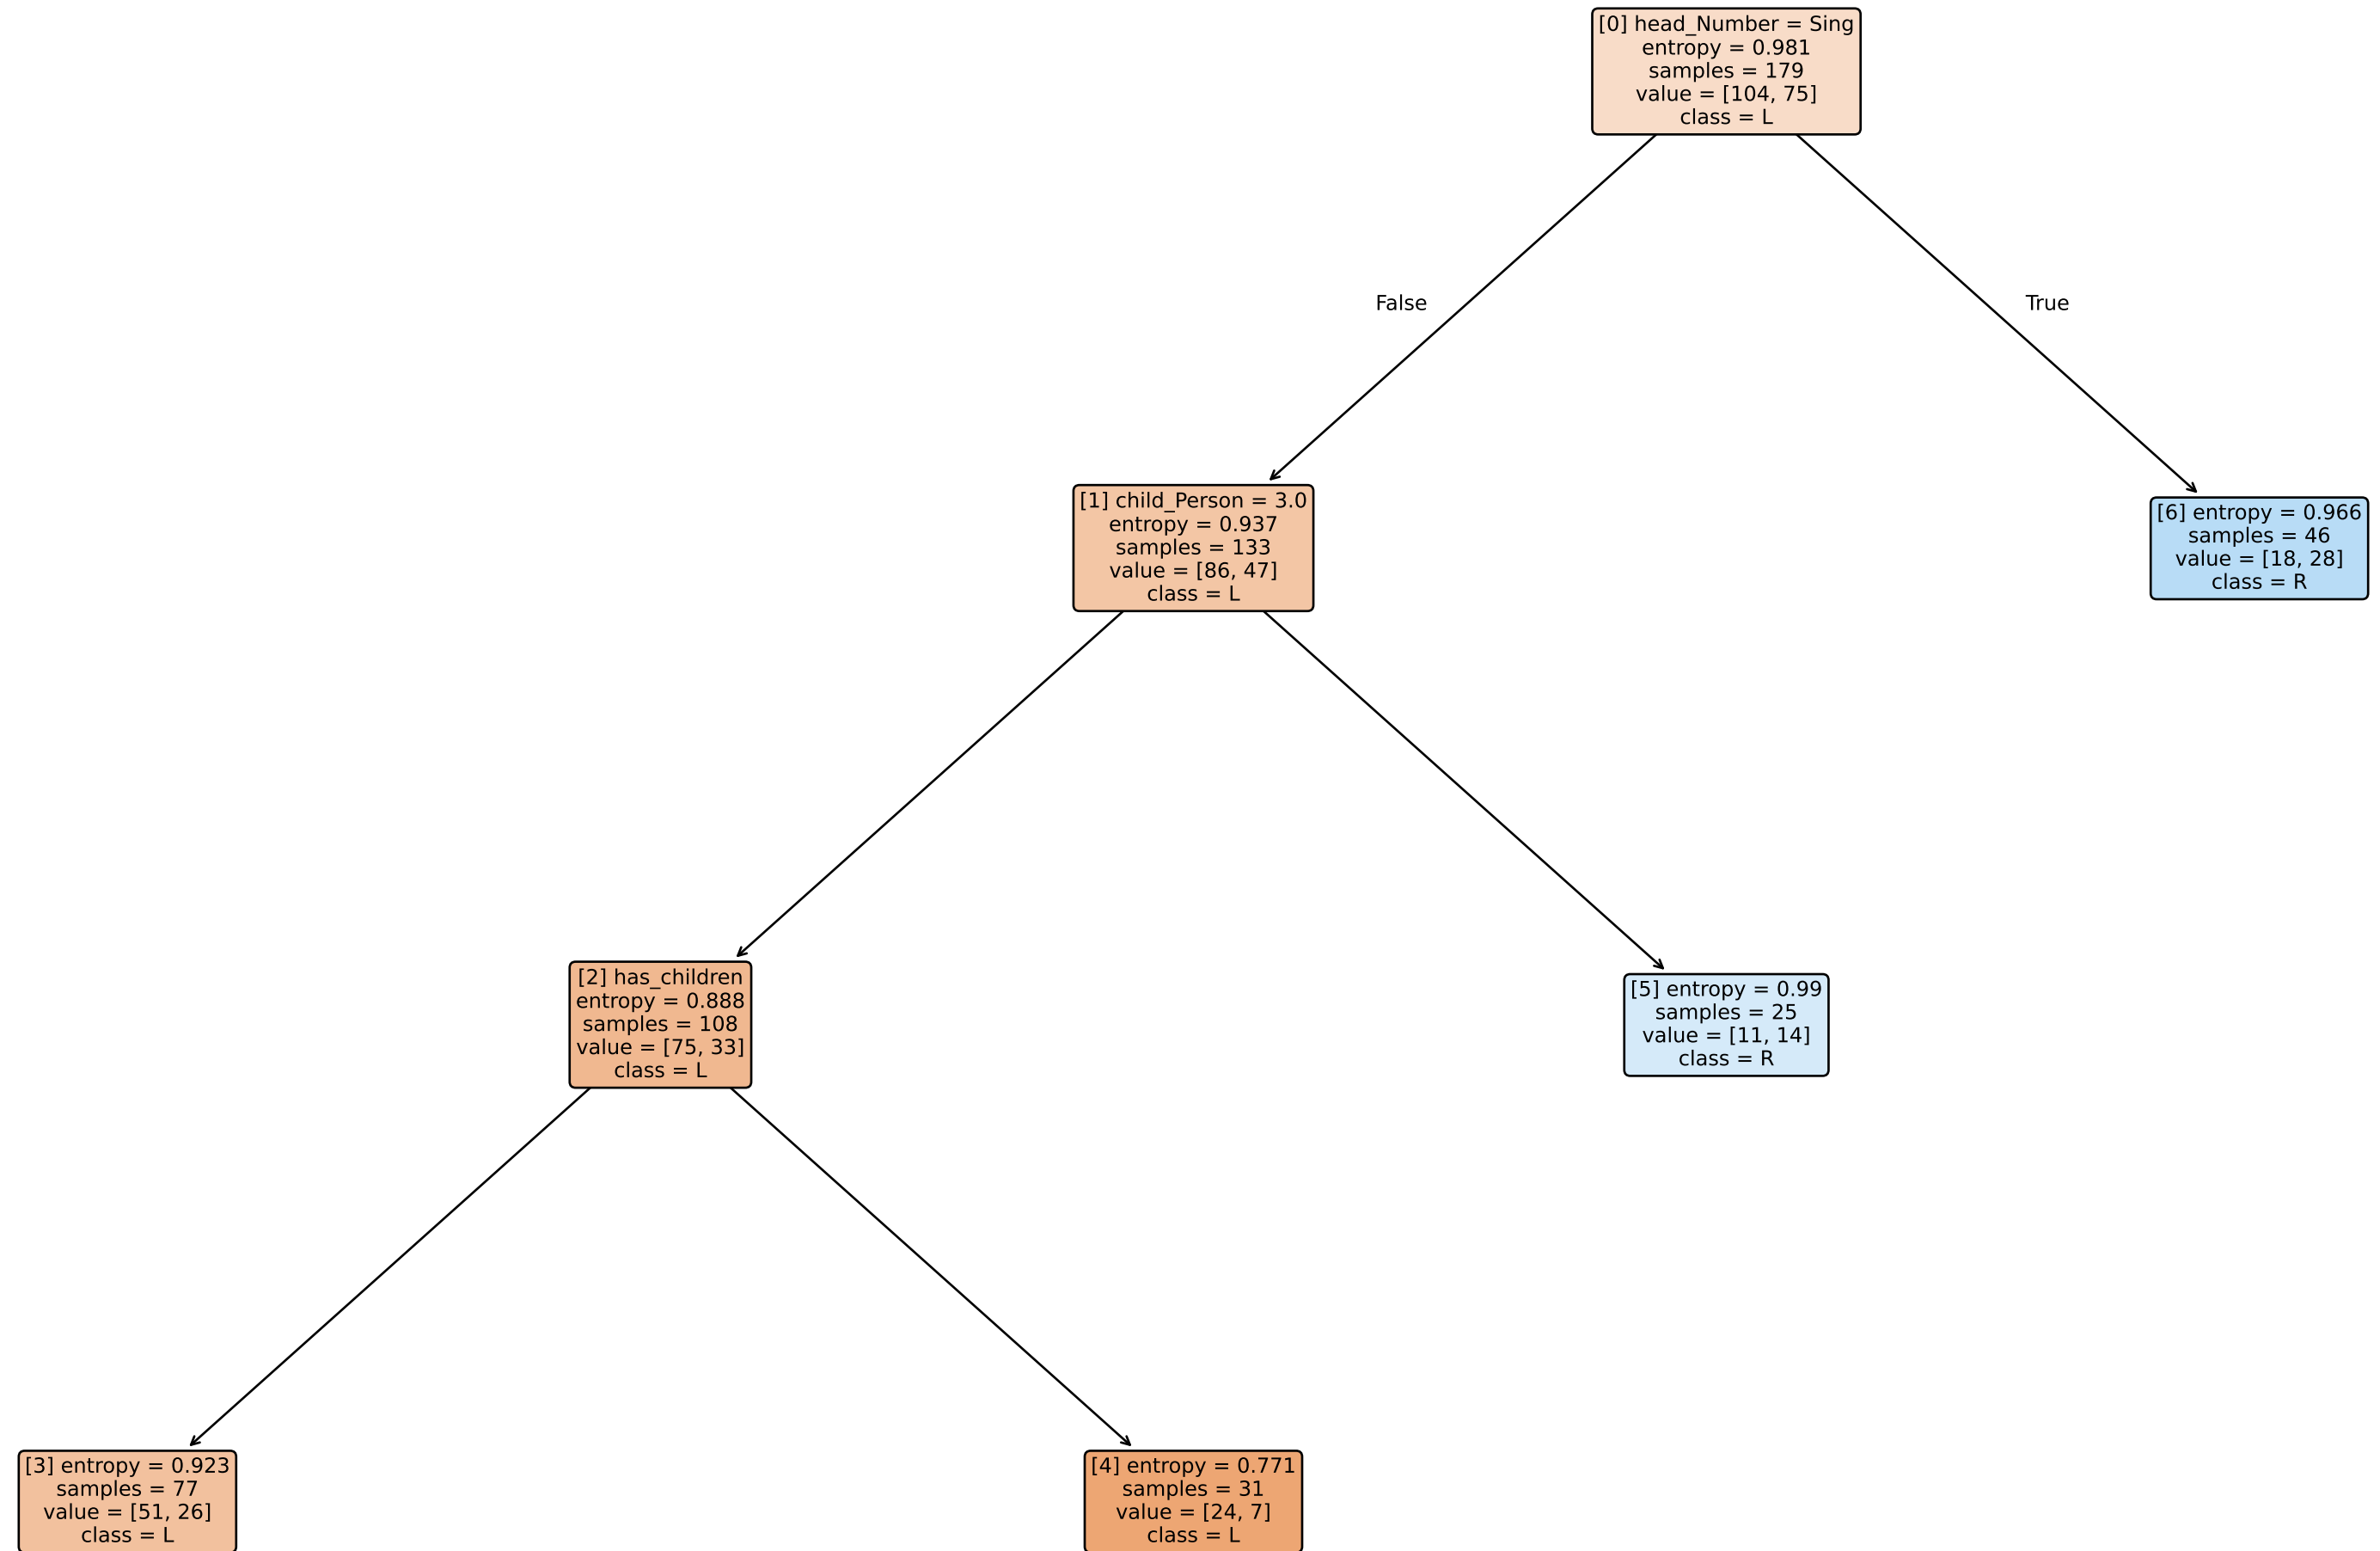 [0] head_Number = Sing
entropy = 0.981
samples = 179
value = [104, 75]
class = L
False
True
[1] child_Person = 3.0
entropy = 0.937
samples = 133
value = [86, 47]
class = L
[6] entropy = 0.966
samples = 46
value = [18, 28]
class = R
[2] has_children
entropy = 0.888
samples = 108
value = [75, 33]
class = L
[5] entropy = 0.99
samples = 25
value = [11, 14]
class = R
[3] entropy = 0.923
samples = 77
value = [51, 26]
class = L
[4] entropy = 0.771
samples = 31
value = [24, 7]
class = L